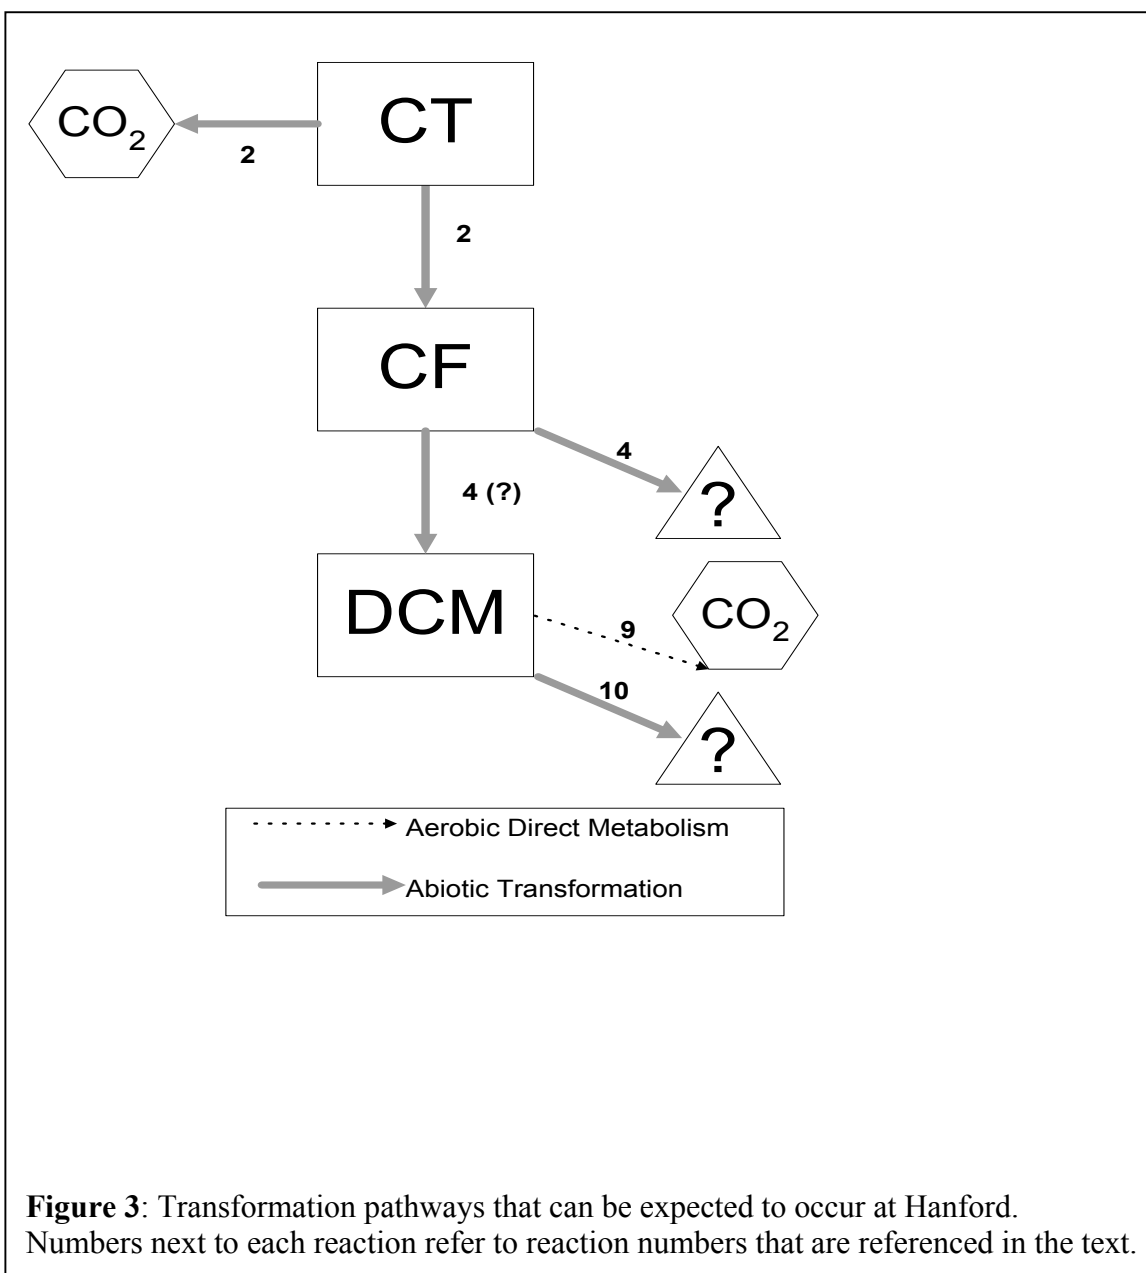 CO2
CT
2
2
CF
4
4 (?)
?
DCM
9
CO2
10
?
Aerobic Direct Metabolism
Abiotic Transformation
Figure 3: Transformation pathways that can be expected to occur at Hanford.
Numbers next to each reaction refer to reaction numbers that are referenced in the text.